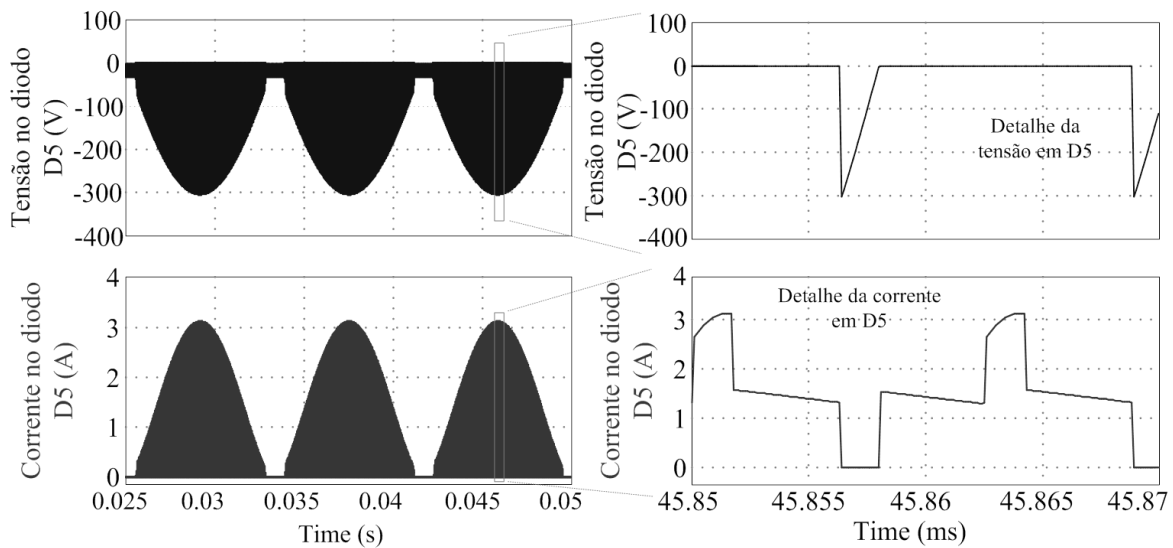 100
0
-100
-200
-300
-400
Tensão no diodo
D5 (V)
100
0
-100
-200
-300
-400
Tensão no diodo
D5 (V)
Detalhe da
tensão em D5
4
3
2
1
0
Corrente no diodo
D5 (A)
0.025
0.03
0.035
0.04
0.045
0.05
Time (s)
4
3
2
1
0
Corrente no diodo
D5 (A)
Detalhe da corrente
em D5
45.85
45.855
45.86
45.865
45.87
Time (ms)